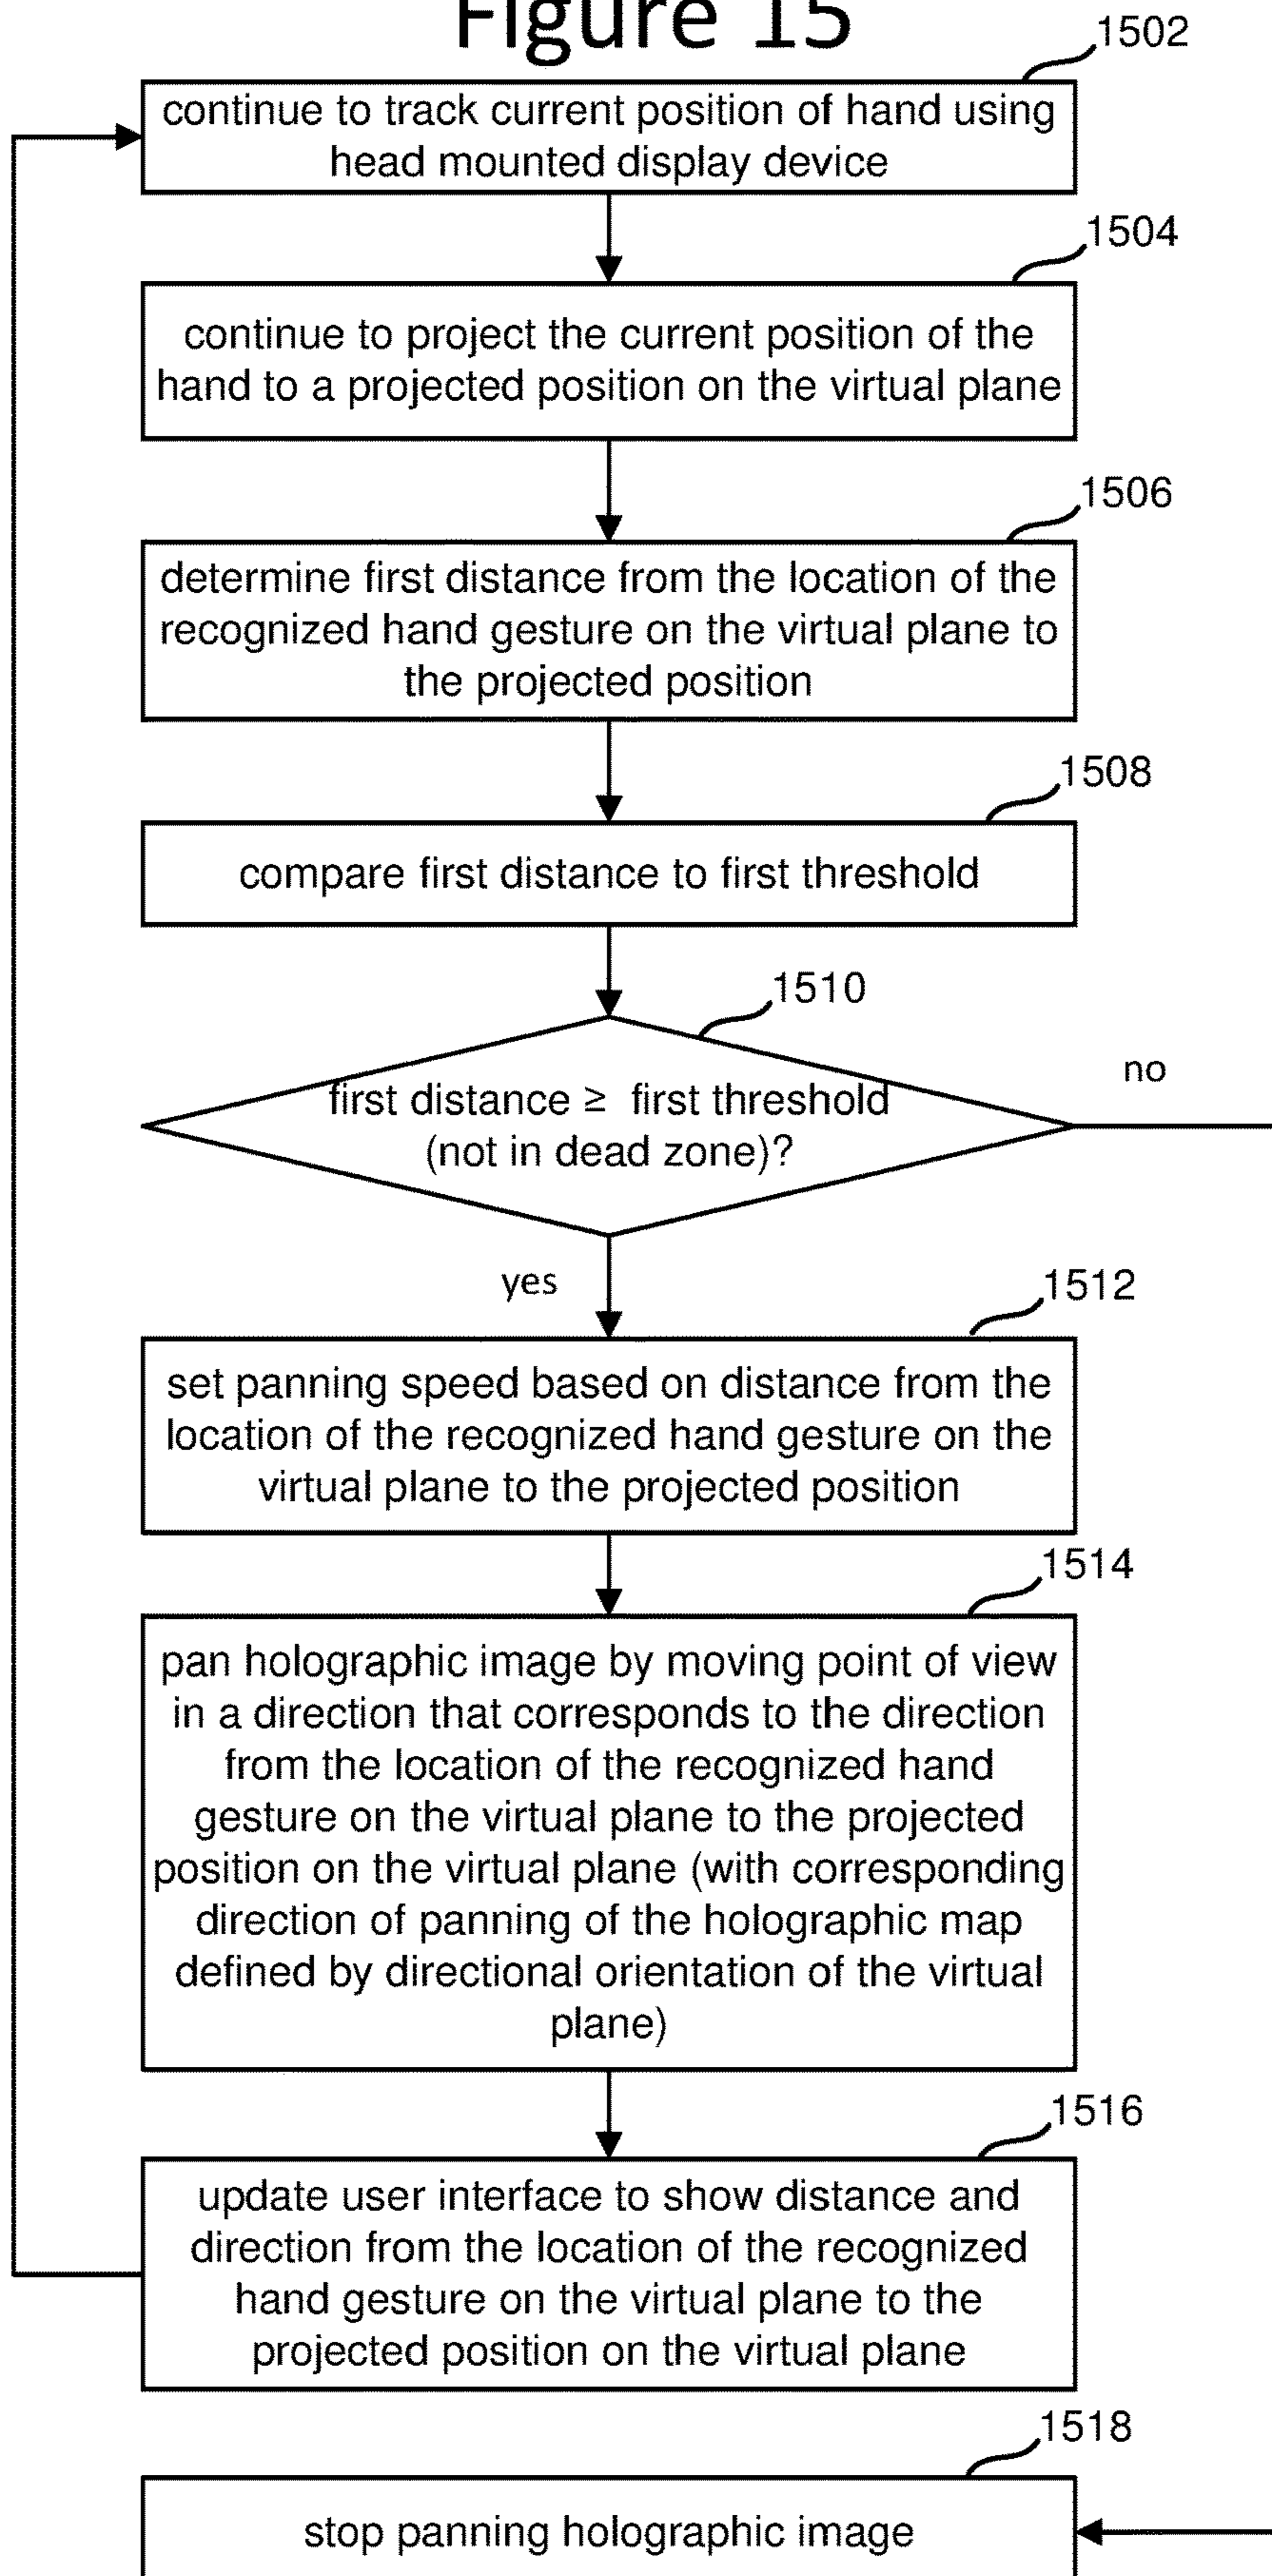 Figure 15
1502
continue to track current position of hand using
head mounted display device
1504
continue to project the current position of the
hand to a projected position on the virtual plane
1506
determine first distance from the location of the
recognized hand gesture on the virtual plane to
the projected position
1508
compare first distance to first threshold
1510
first distance ≥ first threshold
(not in dead zone)?
no
yes
1512
set panning speed based on distance from the
location of the recognized hand gesture on the
virtual plane to the projected position
1514
pan holographic image by moving point of view
in a direction that corresponds to the direction
from the location of the recognized hand
gesture on the virtual plane to the projected
position on the virtual plane (with corresponding
direction of panning of the holographic map
defined by directional orientation of the virtual
plane)
1516
update user interface to show distance and
direction from the location of the recognized
hand gesture on the virtual plane to the
projected position on the virtual plane
1518
stop panning holographic image